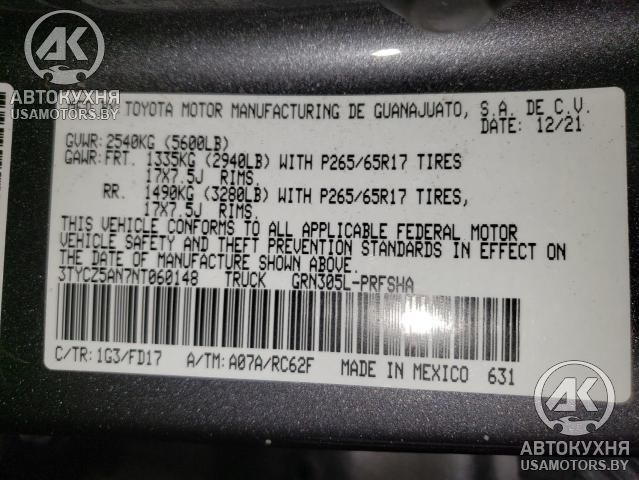 AK
АВТОКУХНЯ
USAMOTORS.BY
TOYOTA MOTOR MANUFACTURING DE GUANAJUATO, S.A. DE C.V.
DATE: 12/21
GVWR: 2540KG (5600LB)
GAWR: FRT. 1335KG (2940LB) WITH P265/65R17 TIRES
17X7.5J RIMS.
RR. 1490KG (3280LB) WITH P265/65R17 TIRES,
17X7.5J RIMS.
THIS VEHICLE CONFORMS TO ALL APPLICABLE FEDERAL MOTOR
VEHICLE SAFETY AND THEFT PREVENTION STANDARDS IN EFFECT ON
THE DATE OF MANUFACTURE SHOWN ABOVE.
3TYCZ5AN7NT060148 TRUCK GRN305L-PRFSHA
C/TR: 1G3/FD17 A/TM: A07A/RC62F MADE IN MEXICO 631
AK
АВТОКУХНЯ
USAMOTORS.BY